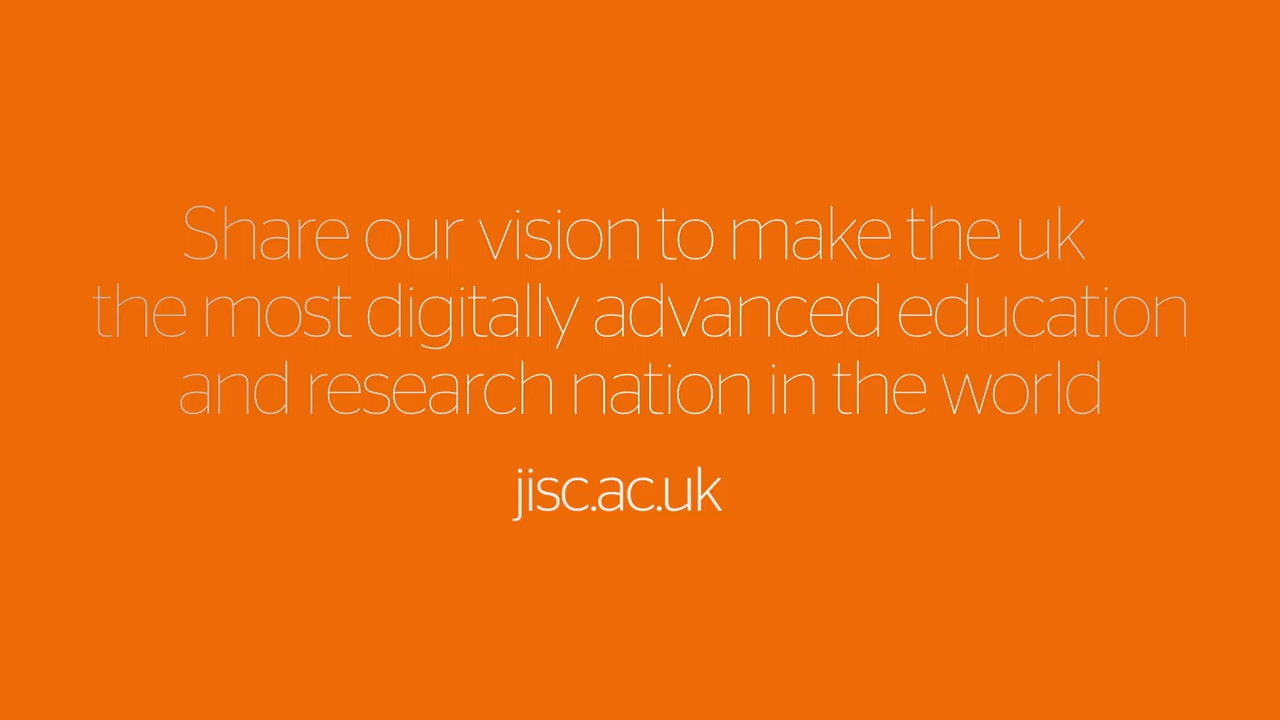 Share our vision to make the uk
the most digitally advanced education
and research nation in the world
jisc.ac.uk